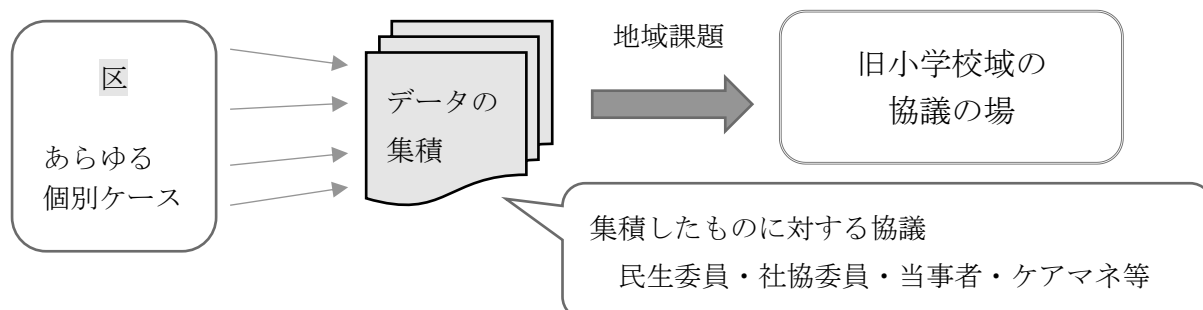 区
あらゆる
個別ケース
データの
集積
地域課題
旧小学校域の
協議の場
集積したものに対する協議
民生委員・社協委員・当事者・ケアマネ等